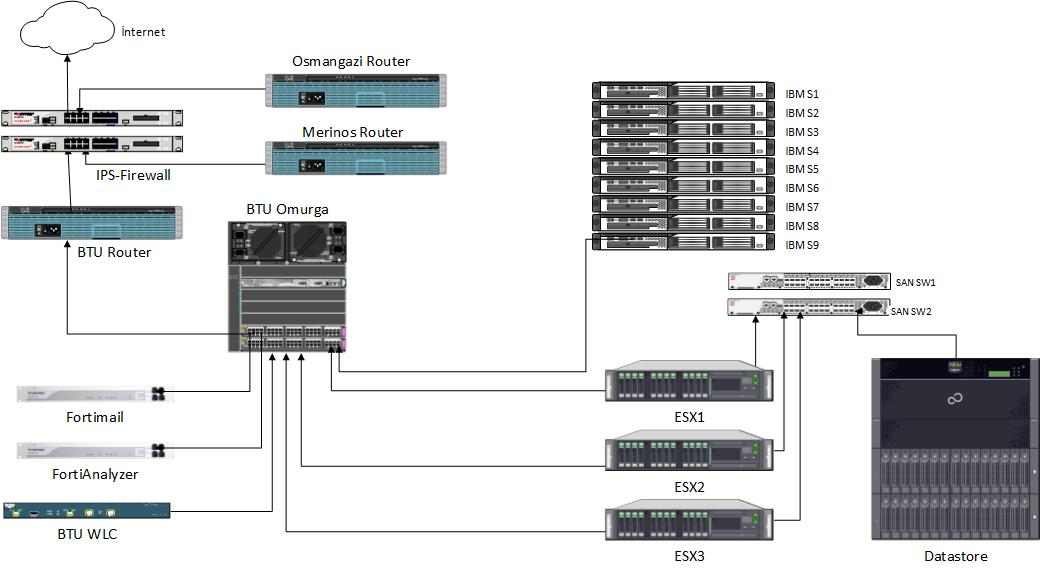 İnternet
Osmangazi Router
Merinos Router
IPS-Firewall
BTU Router
BTU Omurga
IBM S1
IBM S2
IBM S3
IBM S4
IBM S5
IBM S6
IBM S7
IBM S8
IBM S9
SAN SW1
SAN SW2
Fortimail
FortiAnalyzer
BTU WLC
ESX1
ESX2
ESX3
Datastore